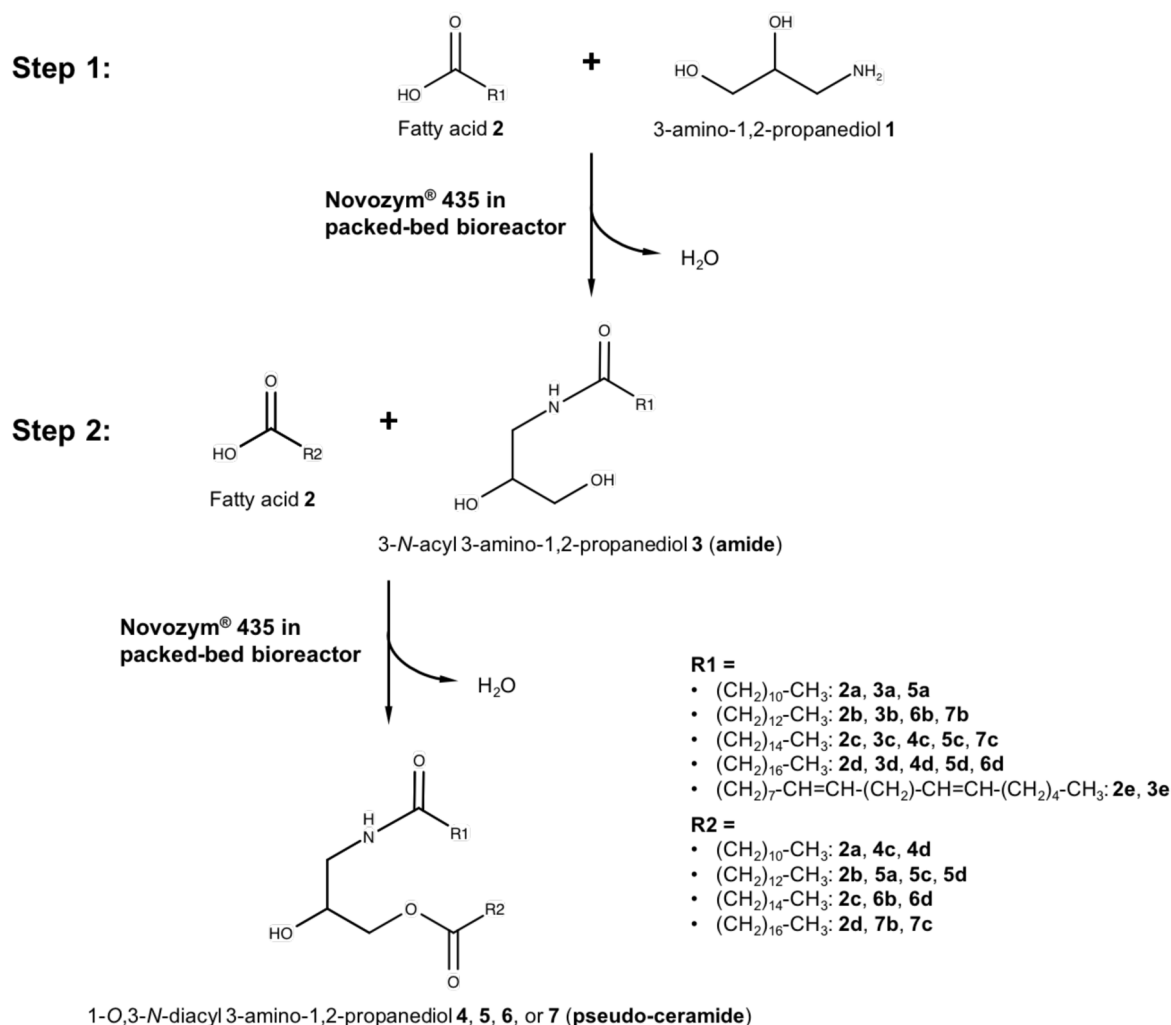 Step 1:
O
HO
R1
Fatty acid 2
+
OH
HO
NH₂
3-amino-1,2-propanediol 1
Novozym® 435 in
packed-bed bioreactor
H₂O
Step 2:
O
HO
R2
Fatty acid 2
+
O
H
N
R1
HO
OH
3-N-acyl 3-amino-1,2-propanediol 3 (amide)
Novozym® 435 in
packed-bed bioreactor
H₂O
O
H
N
R1
O
R2
HO
O
1-O,3-N-diacyl 3-amino-1,2-propanediol 4, 5, 6, or 7 (pseudo-ceramide)
R1 =
• (CH₂)₁₀-CH₃: 2a, 3a, 5a
• (CH₂)₁₂-CH₃: 2b, 3b, 6b, 7b
• (CH₂)₁₄-CH₃: 2c, 3c, 4c, 5c, 7c
• (CH₂)₁₆-CH₃: 2d, 3d, 4d, 5d, 6d
• (CH₂)₇-CH=CH-(CH₂)-CH=CH-(CH₂)₄-CH₃: 2e, 3e
R2 =
• (CH₂)₁₀-CH₃: 2a, 4c, 4d
• (CH₂)₁₂-CH₃: 2b, 5a, 5c, 5d
• (CH₂)₁₄-CH₃: 2c, 6b, 6d
• (CH₂)₁₆-CH₃: 2d, 7b, 7c